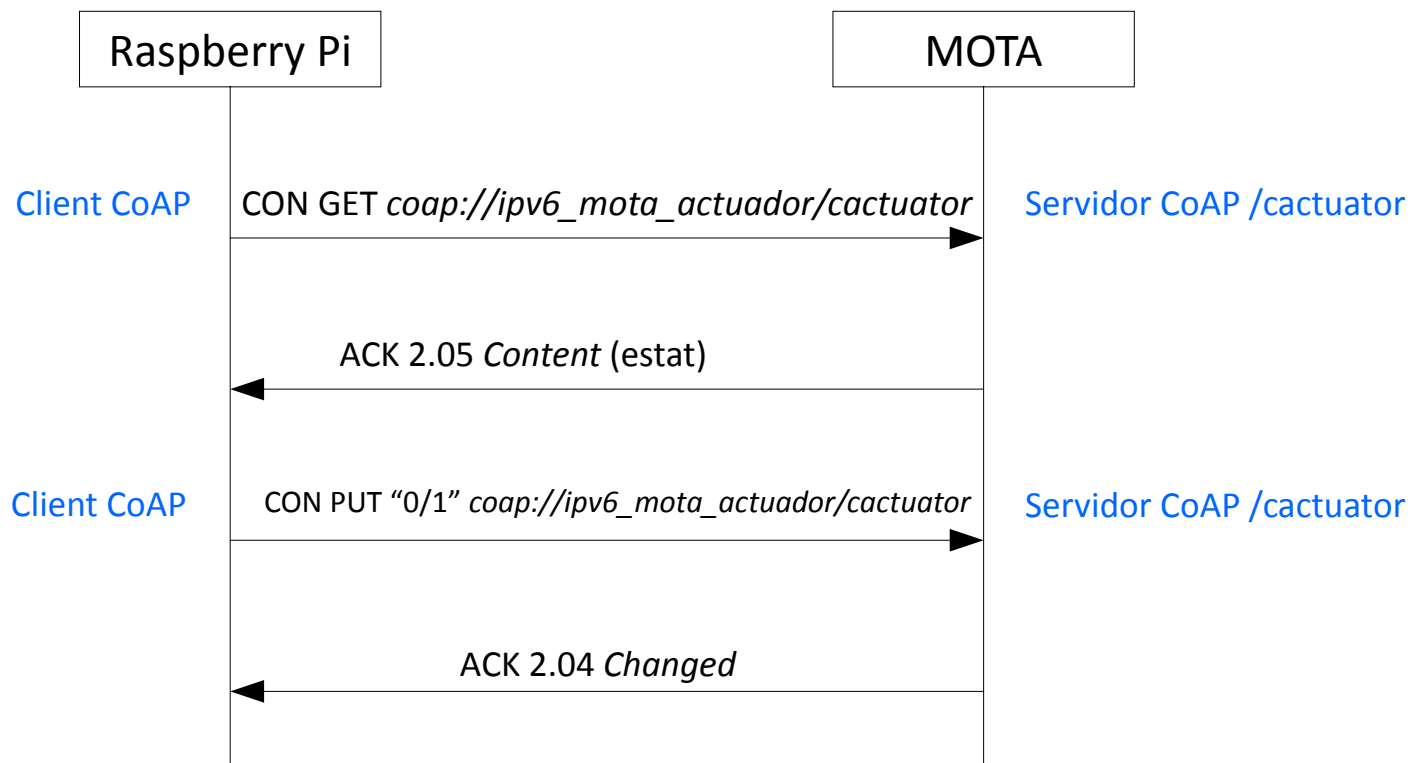 Raspberry Pi
MOTA
Client CoAP
CON GET coap://ipv6_mota_actuador/cactuator
Servidor CoAP /cactuator
ACK 2.05 Content (estat)
Client CoAP
CON PUT “0/1” coap://ipv6_mota_actuador/cactuator
Servidor CoAP /cactuator
ACK 2.04 Changed